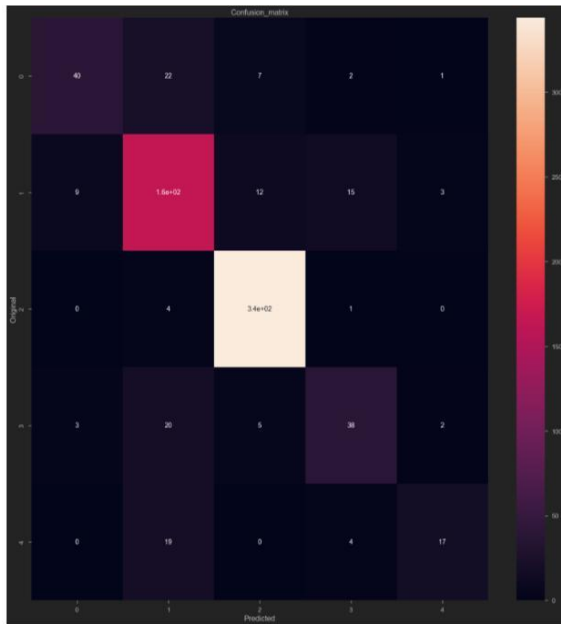 Confusion_matrix
0 40 22 7 2 1
1 9 1.6e+02 12 15 3
2 0 4 3.4e+02 1 0
3 3 20 5 38 2
4 0 19 0 4 17
Original
0 1 2 3 4
Predicted
300
250
200
150
100
50
0